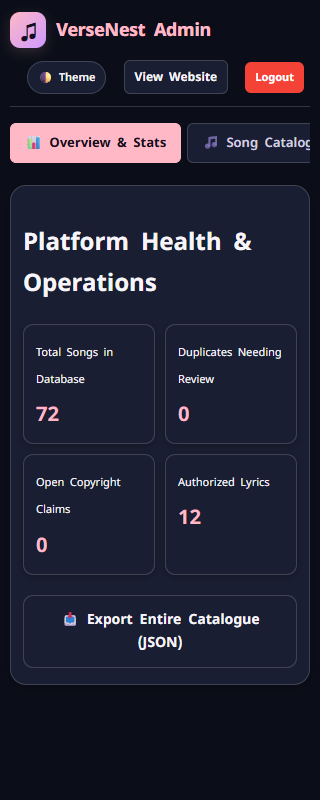 VerseNest Admin
Theme
View Website
Logout
Overview & Stats
Song Catalog
Platform Health &
Operations
Total Songs in
Database
72
Duplicates Needing
Review
0
Open Copyright
Claims
0
Authorized Lyrics
12
Export Entire Catalogue
(JSON)